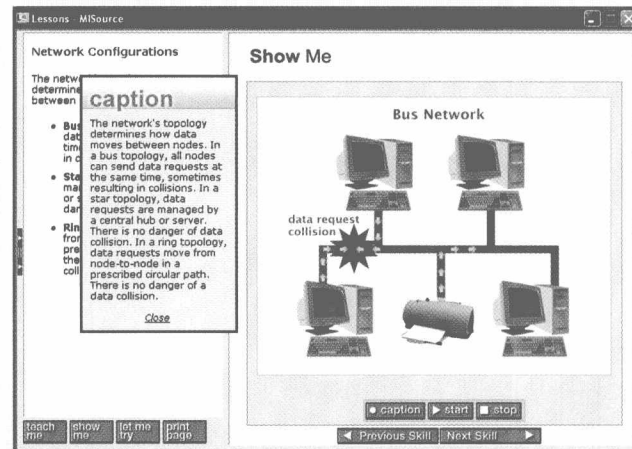 Lessons - MISource
Network Configurations
The netw
determine
between
Bus
dat
time
in c
Sta
ma
or s
dar
Rin
fron
pre
the
coll
caption
The network's topology
determines how data
moves between nodes. In
a bus topology, all nodes
can send data requests at
the same time, sometimes
resulting in collisions. In a
star topology, data
requests are managed by
a central hub or server.
There is no danger of data
collision. In a ring topology,
data requests move from
node-to-node in a
prescribed circular path.
There is no danger of a
data collision.
Close
teach me
show me
let me try
print page
Show Me
Bus Network
data request
collision
caption
start
stop
Previous Skill
Next Skill